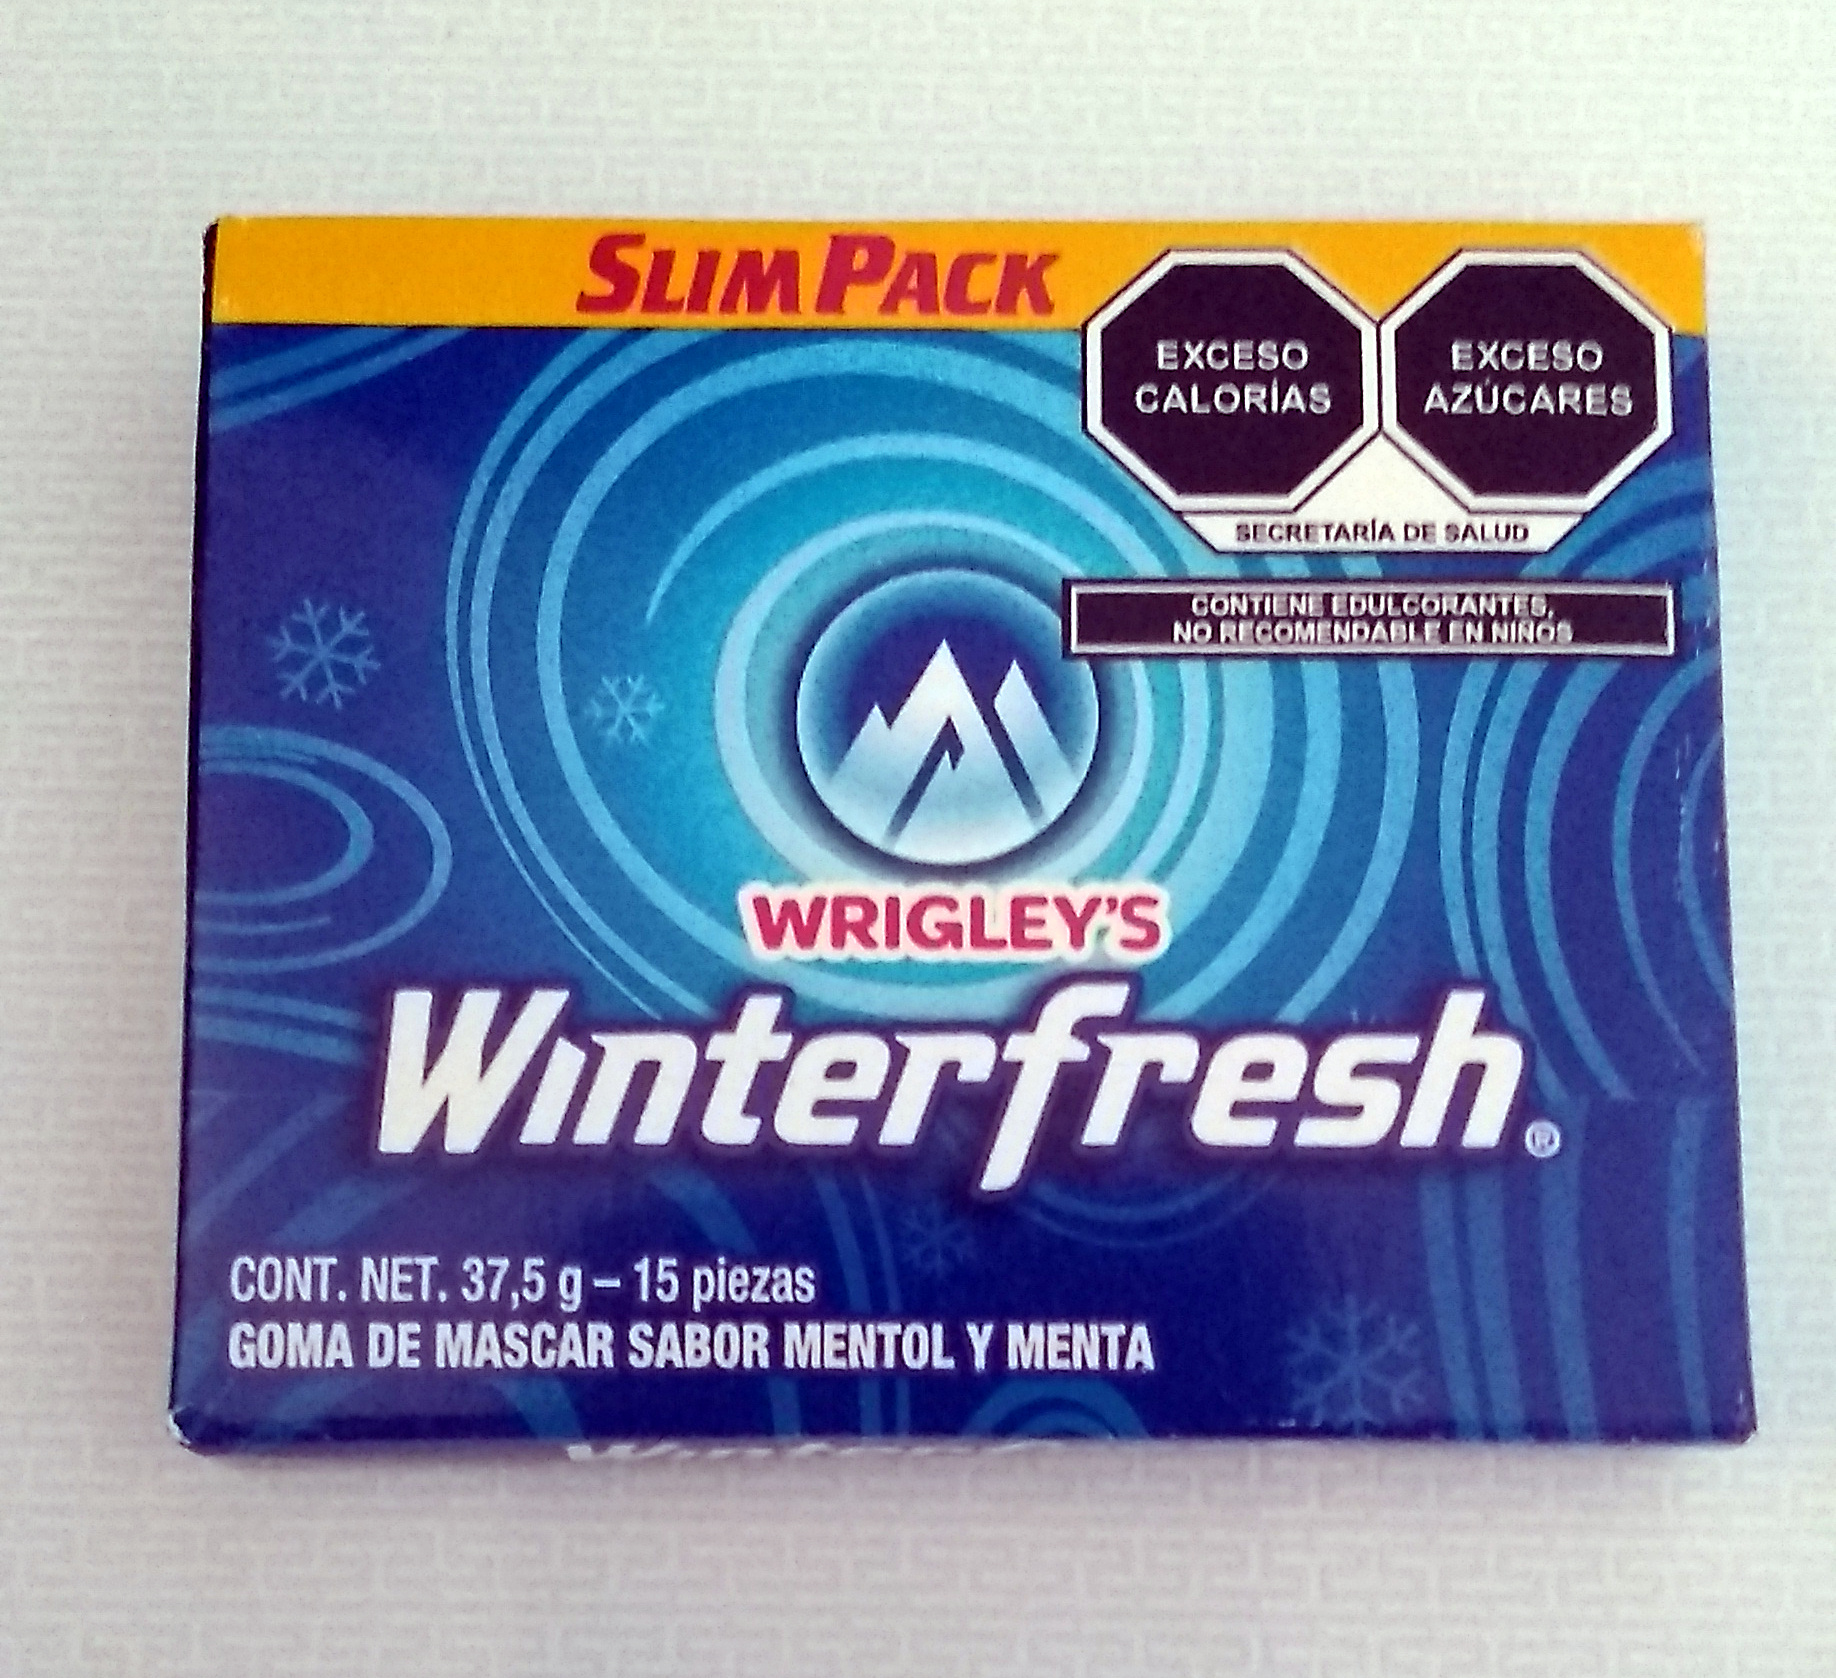 SLIM PACK
EXCESO
CALORÍAS
EXCESO
AZÚCARES
SECRETARÍA DE SALUD
CONTIENE EDULCORANTES,
NO RECOMENDABLE EN NIÑOS
WRIGLEY'S
Winterfresh®
CONT. NET. 37,5 g – 15 piezas
GOMA DE MASCAR SABOR MENTOL Y MENTA